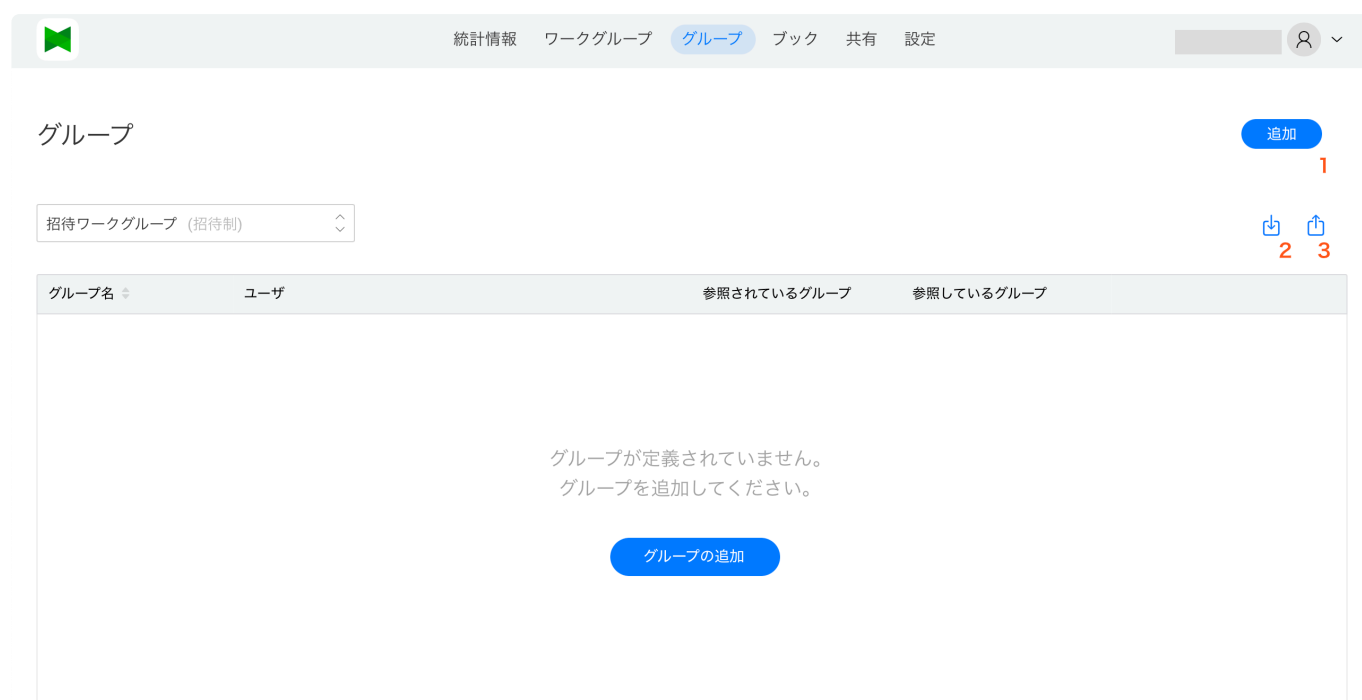 統計情報 ワークグループ グループ ブック 共有 設定
グループ 追加
1
招待ワークグループ (招待制)
2 3
グループ名 ユーザ 参照されているグループ 参照しているグループ
グループが定義されていません。
グループを追加してください。
グループの追加